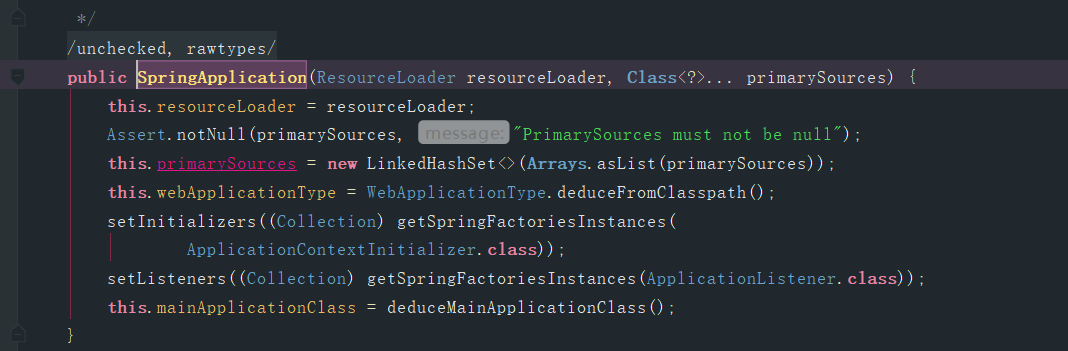 */
/unchecked, rawtypes/
public SpringApplication(ResourceLoader resourceLoader, Class<?>... primarySources) {
this.resourceLoader = resourceLoader;
Assert.notNull(primarySources, message: "PrimarySources must not be null");
this.primarySources = new LinkedHashSet<>(Arrays.asList(primarySources));
this.webApplicationType = WebApplicationType.deduceFromClasspath();
setInitializers((Collection) getSpringFactoriesInstances(
ApplicationContextInitializer.class));
setListeners((Collection) getSpringFactoriesInstances(ApplicationListener.class));
this.mainApplicationClass = deduceMainApplicationClass();
}